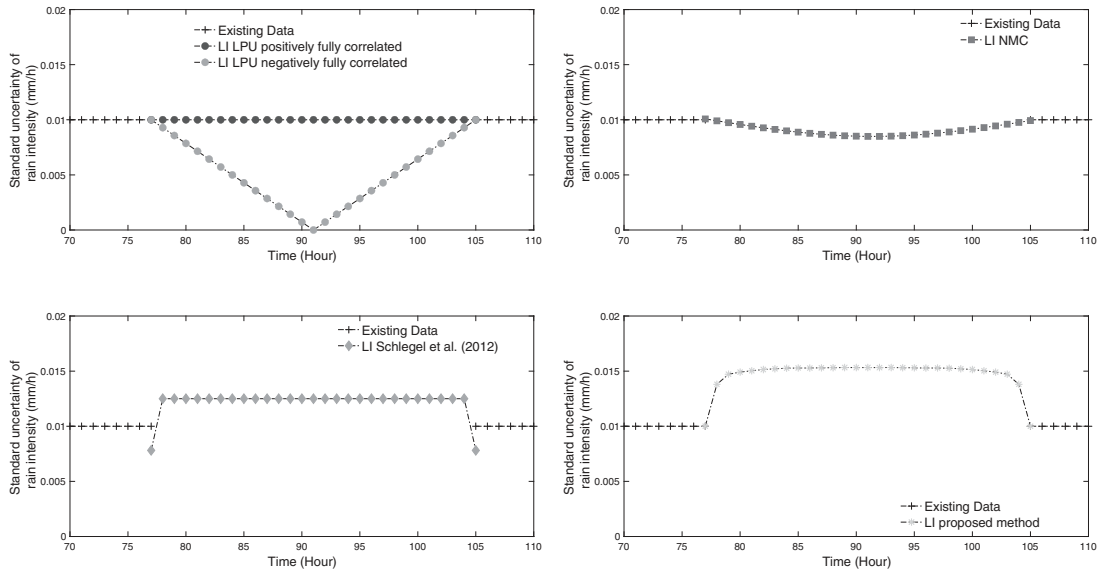 0.02
0.015
0.01
0.005
0
Standard uncertainty of
rain intensity (mm/h)
Existing Data
LI LPU positively fully correlated
LI LPU negatively fully correlated
70 75 80 85 90 95 100 105 110
Time (Hour)
0.02
0.015
0.01
0.005
0
Standard uncertainty of
rain intensity (mm/h)
Existing Data
LI NMC
70 75 80 85 90 95 100 105 110
Time (Hour)
0.02
0.015
0.01
0.005
0
Standard uncertainty of
rain intensity (mm/h)
Existing Data
LI Schlegel et al. (2012)
70 75 80 85 90 95 100 105 110
Time (Hour)
0.02
0.015
0.01
0.005
0
Standard uncertainty of
rain intensity (mm/h)
Existing Data
LI proposed method
70 75 80 85 90 95 100 105 110
Time (Hour)